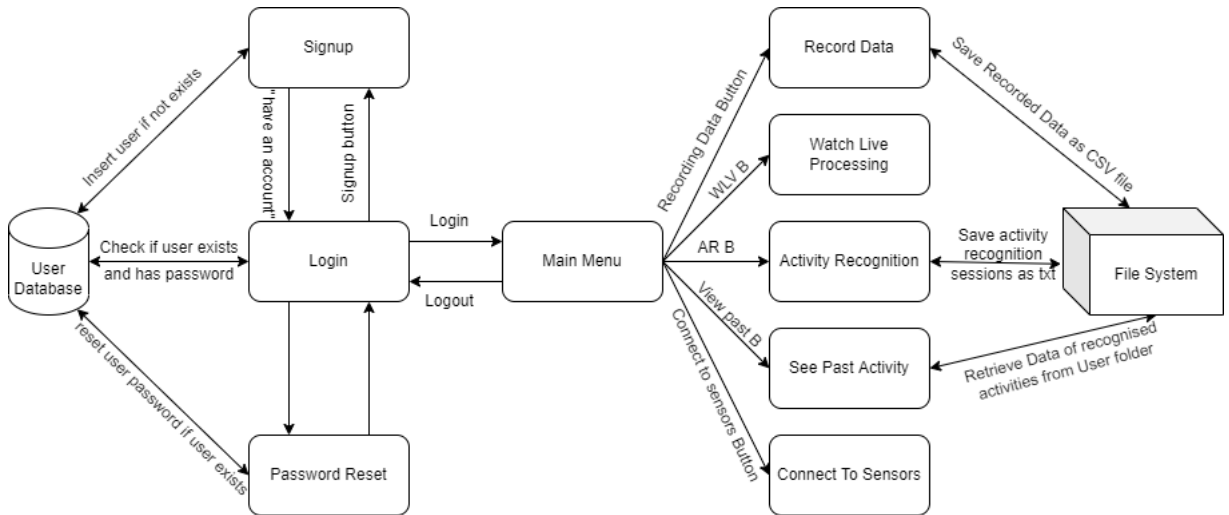 Signup
Insert user if not exists
"have an
account"
Signup button
User
Database
Check if user exists
and has password
Login
Login
Logout
Main Menu
reset user password if user exists
Password Reset
Recording Data Button
WLV B
AR B
View past B
Connect to sensors Button
Record Data
Watch Live
Processing
Activity Recognition
See Past Activity
Connect To Sensors
Save Recorded Data as CSV file
Save activity
recognition
sessions as txt
File System
Retrieve Data of recognised
activities from User folder